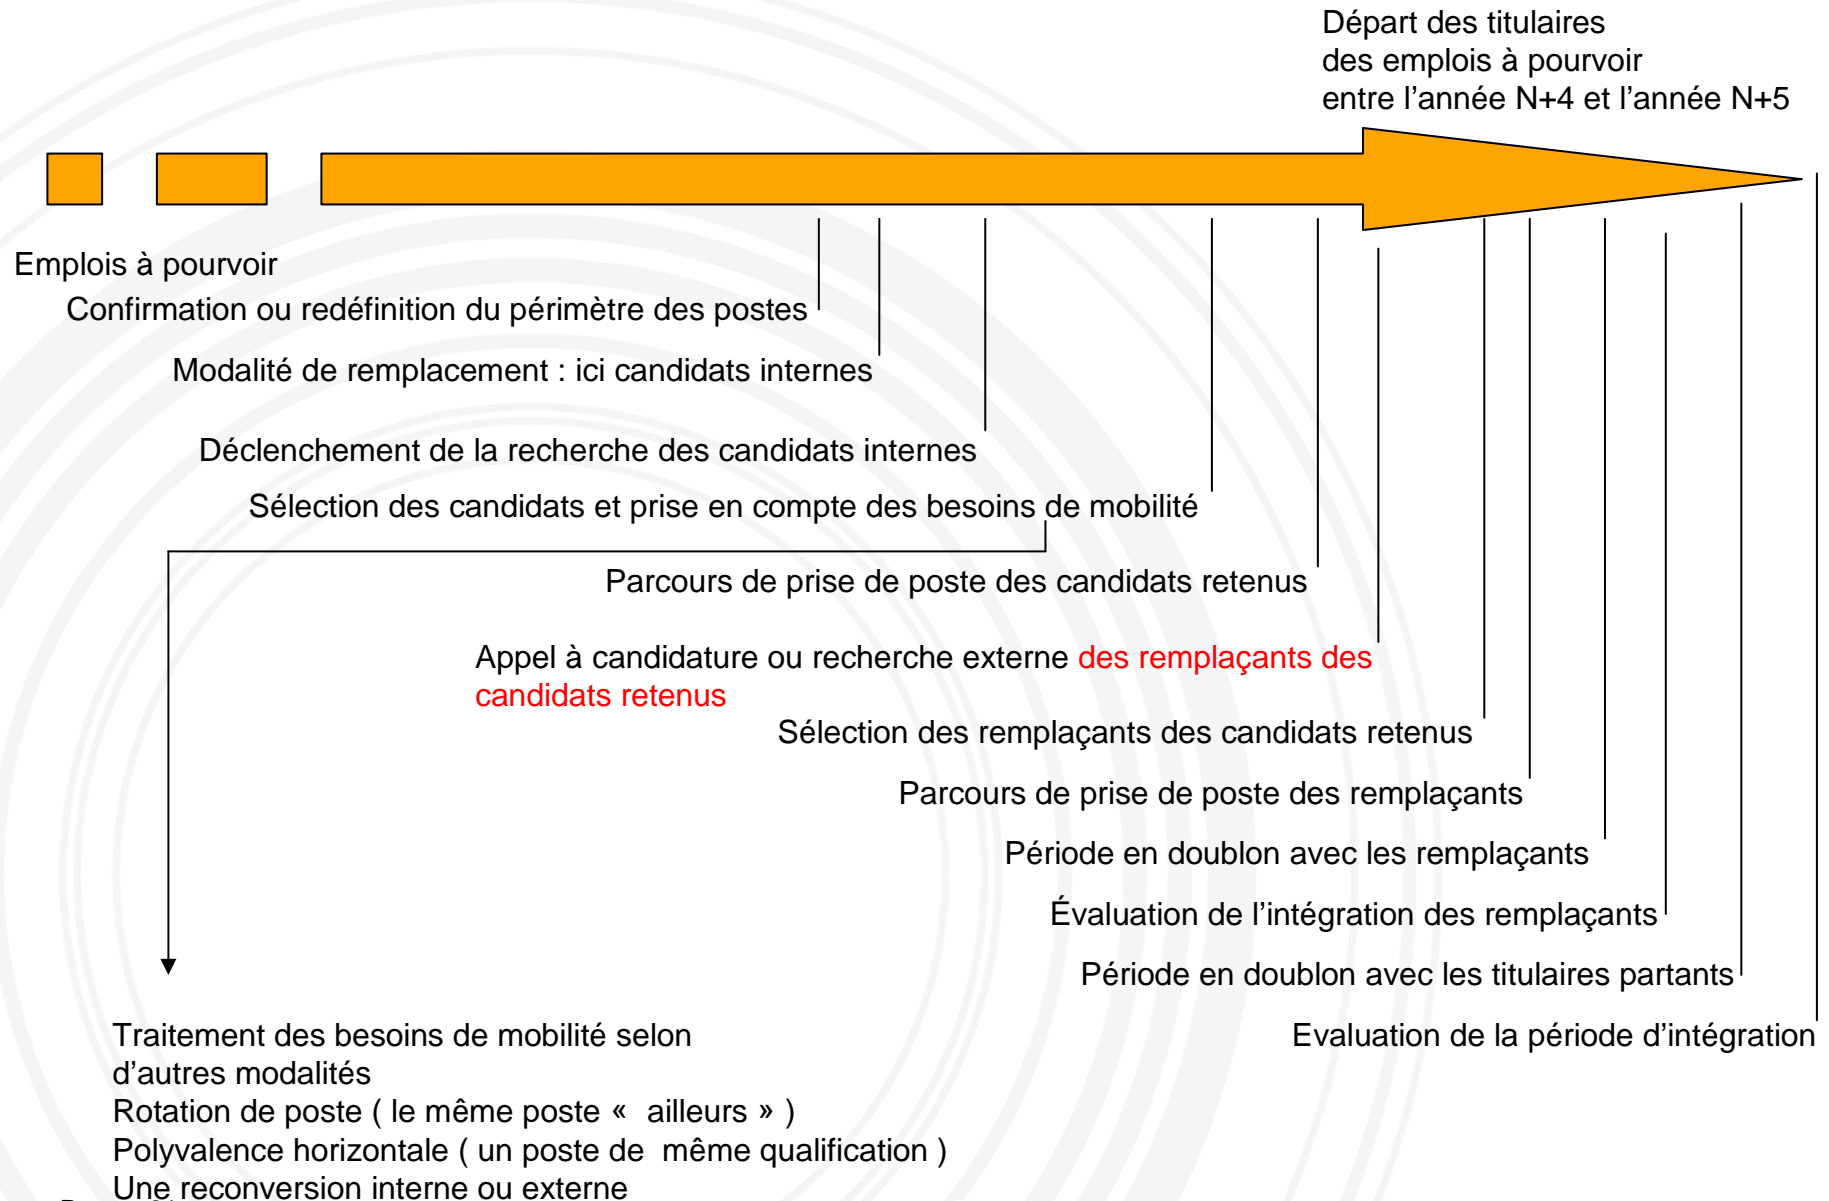 Départ des titulaires
des emplois à pourvoir
entre l’année N+4 et l’année N+5
Emplois à pourvoir
Confirmation ou redéfinition du périmètre des postes
Modalité de remplacement : ici candidats internes
Déclenchement de la recherche des candidats internes
Sélection des candidats et prise en compte des besoins de mobilité
Parcours de prise de poste des candidats retenus
Appel à candidature ou recherche externe des remplaçants des
candidats retenus
Sélection des remplaçants des candidats retenus
Parcours de prise de poste des remplaçants
Période en doublon avec les remplaçants
Évaluation de l’intégration des remplaçants
Période en doublon avec les titulaires partants
Evaluation de la période d’intégration
Traitement des besoins de mobilité selon
d’autres modalités
Rotation de poste ( le même poste «  ailleurs » )
Polyvalence horizontale ( un poste de  même qualification )
Une reconversion interne ou externe